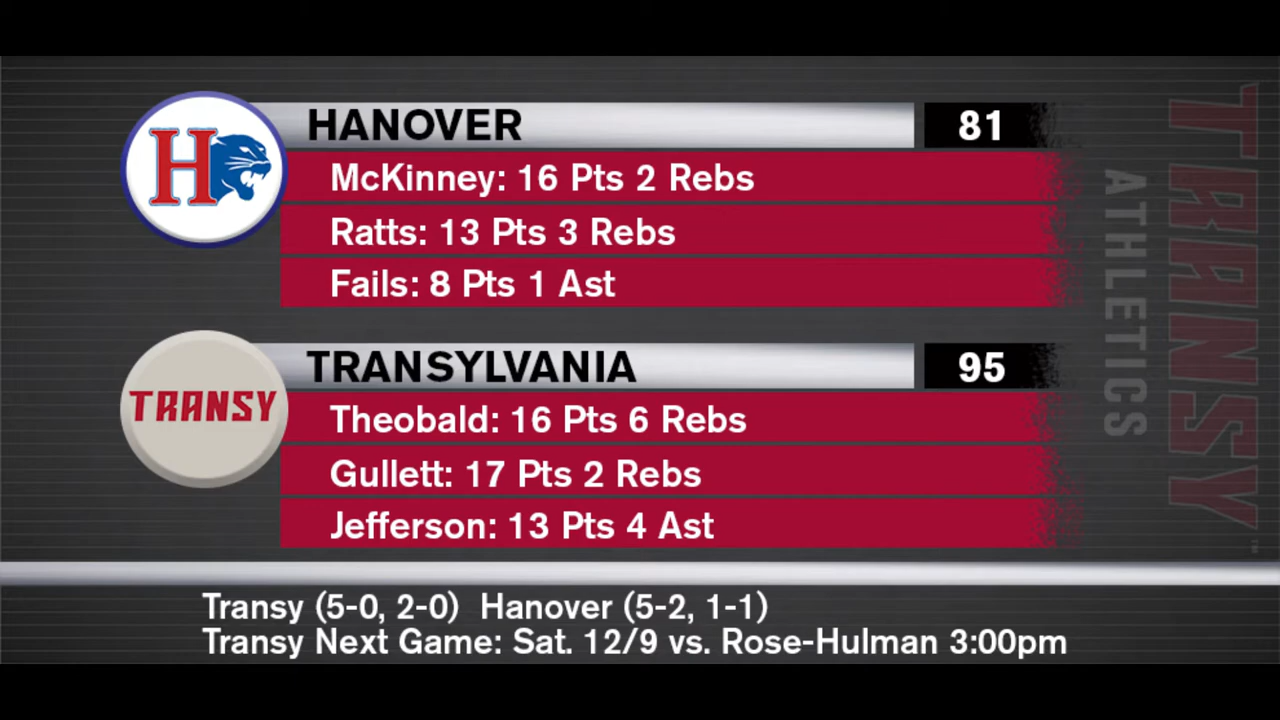 H
HANOVER 81
McKinney: 16 Pts 2 Rebs
Ratts: 13 Pts 3 Rebs
Fails: 8 Pts 1 Ast
TRANSY
TRANSYLVANIA 95
Theobald: 16 Pts 6 Rebs
Gullett: 17 Pts 2 Rebs
Jefferson: 13 Pts 4 Ast
Transy (5-0, 2-0) Hanover (5-2, 1-1)
Transy Next Game: Sat. 12/9 vs. Rose-Hulman 3:00pm
TRANSY
ATHLETICS
TM